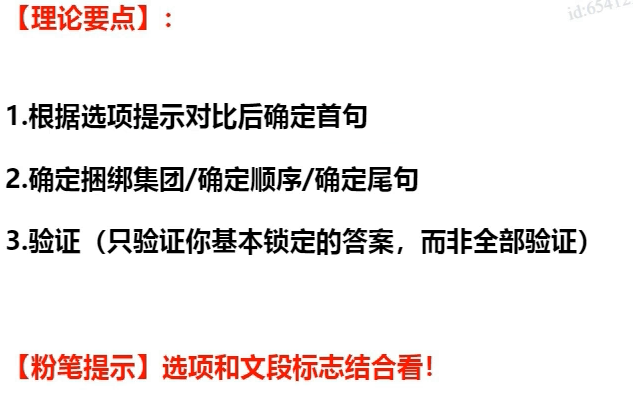 【理论要点】：
1.根据选项提示对比后确定首句
2.确定捆绑集团/确定顺序/确定尾句
3.验证（只验证你基本锁定的答案，而非全部验证）
【粉笔提示】选项和文段标志结合看！